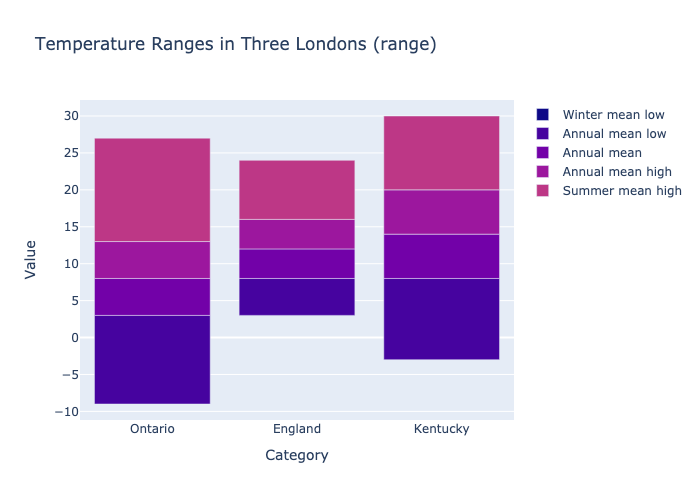 Temperature Ranges in Three Londons (range)
Winter mean low
Annual mean low
Annual mean
Annual mean high
Summer mean high
30
25
20
15
10
5
0
−5
−10
Value
Ontario
England
Kentucky
Category